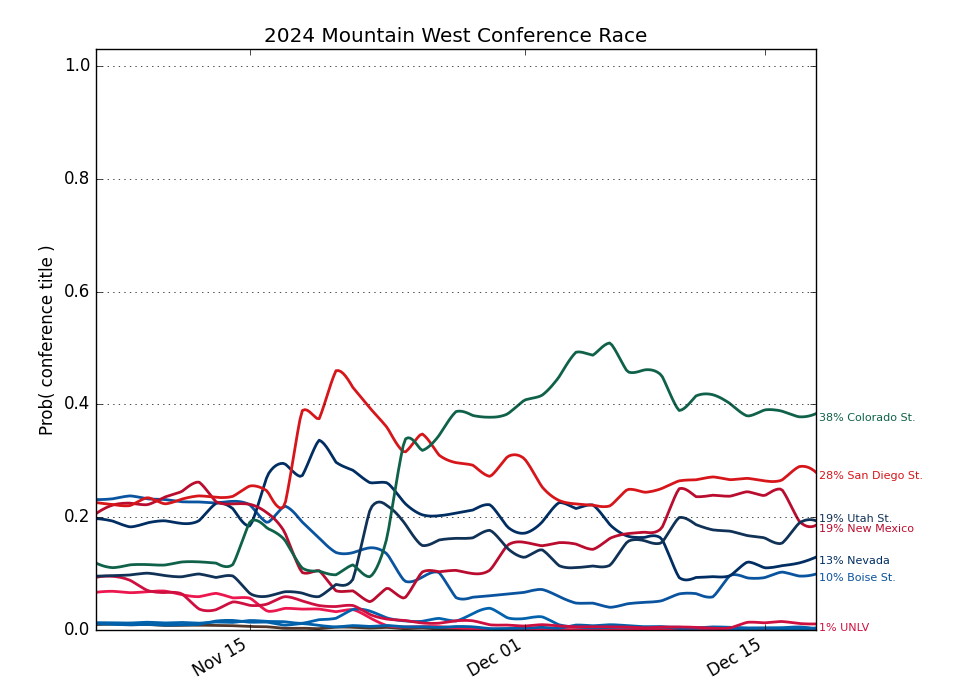 2024 Mountain West Conference Race
Prob( conference title )
1.0
0.8
0.6
0.4
0.2
0.0
38% Colorado St.
28% San Diego St.
19% Utah St.
19% New Mexico
13% Nevada
10% Boise St.
1% UNLV
Nov 15
Dec 01
Dec 15